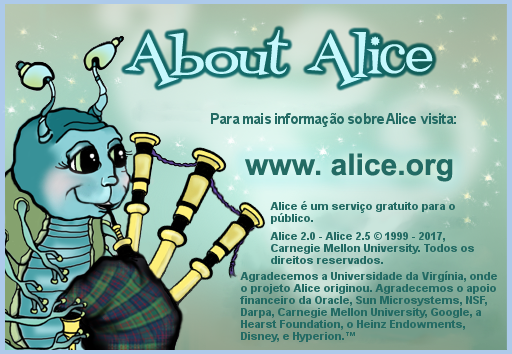 About Alice
Para mais informação sobre Alice visita:
www. alice.org
Alice é um serviço gratuito para o
público.
Alice 2.0 - Alice 2.5 © 1999 - 2017,
Carnegie Mellon University. Todos os
direitos reservados.
Agradecemos a Universidade da Virgínia, onde
o projeto Alice originou. Agradecemos o apoio
financeiro da Oracle, Sun Microsystems, NSF,
Darpa, Carnegie Mellon University, Google, a
Hearst Foundation, o Heinz Endowments,
Disney, e Hyperion.™